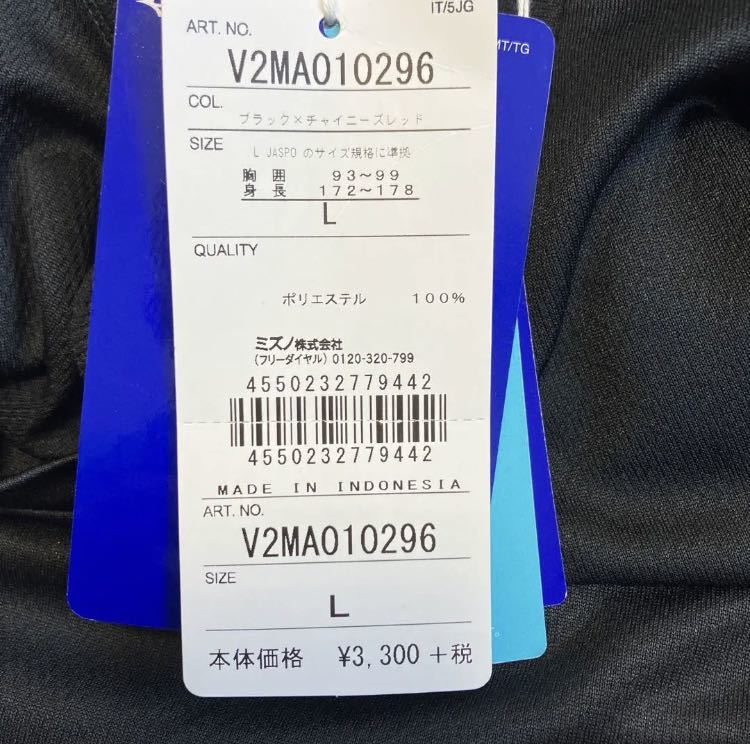 IT/5JG
ART. NO.
MT/TG
V2MA010296
COL.
ブラック×チャイニーズレッド
SIZE
L JASPO のサイズ規格に準拠
胸 囲 93~99
身 長 172~178
L
QUALITY
ポリエステル 100%
ミズノ株式会社
(フリーダイヤル) 0120-320-799
4550232779442
4550232779442
MADE IN INDONESIA
ART. NO.
V2MA010296
SIZE
L
本体価格 ¥3,300 +税